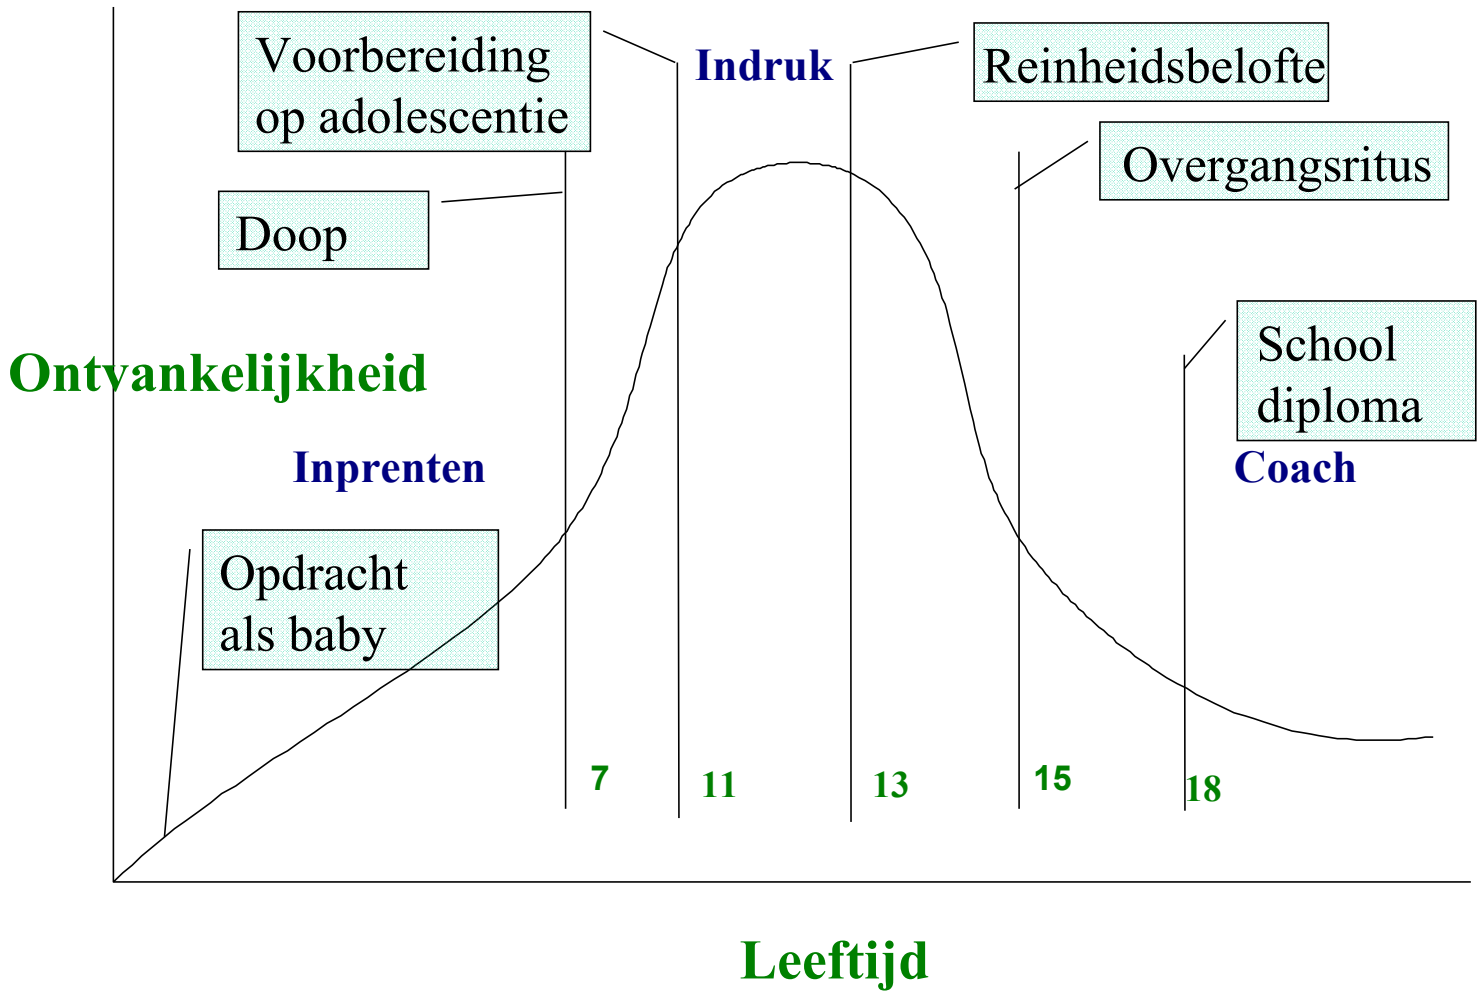 Voorbereiding
op adolescentie
Indruk
Reinheidsbelofte
Overgangsritus
Doop
School
diploma
Ontvankelijkheid
Inprenten
Coach
Opdracht
als baby
7
11
13
15
18
Leeftijd